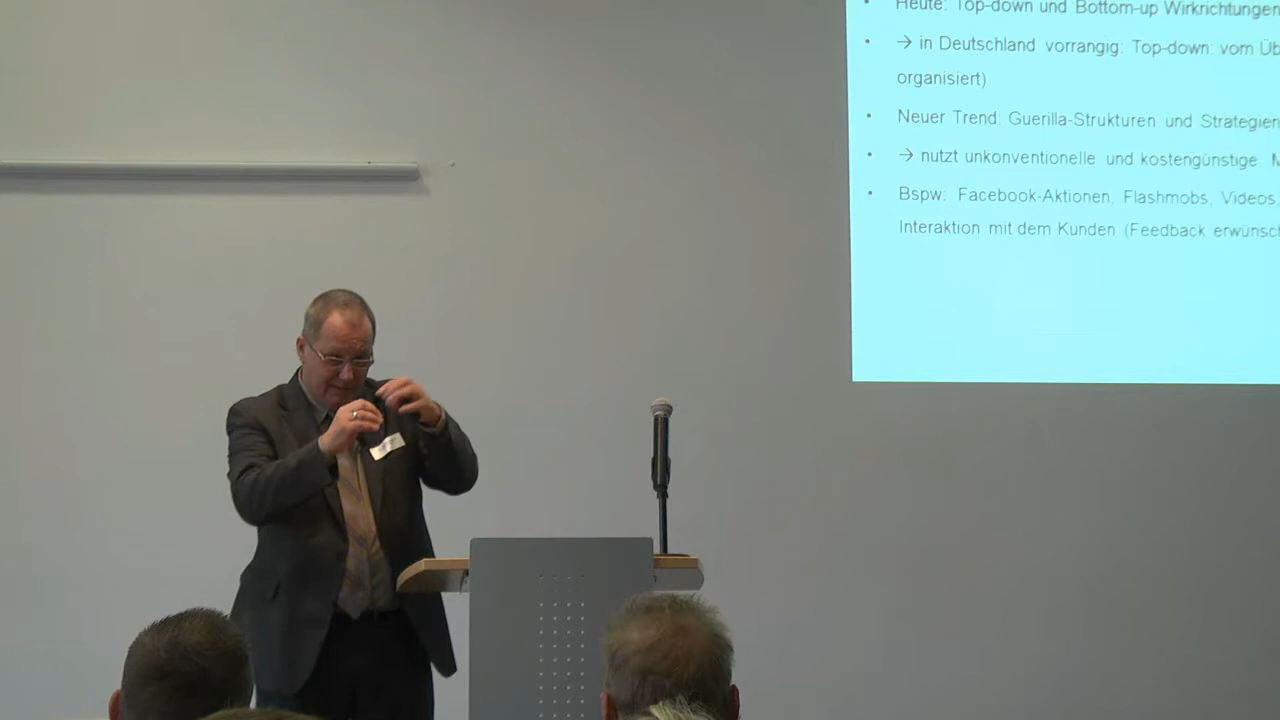 Heute: Top-down und Bottom-up Wirkrichtungen
→ in Deutschland vorrangig: Top-down: vom
organisiert)
Neuer Trend: Guerilla-Strukturen und Strategien
→ nutzt unkonventionelle und kostengünstige
Bspw: Facebook-Aktionen, Flashmobs, Videos,
Interaktion mit dem Kunden (Feedback